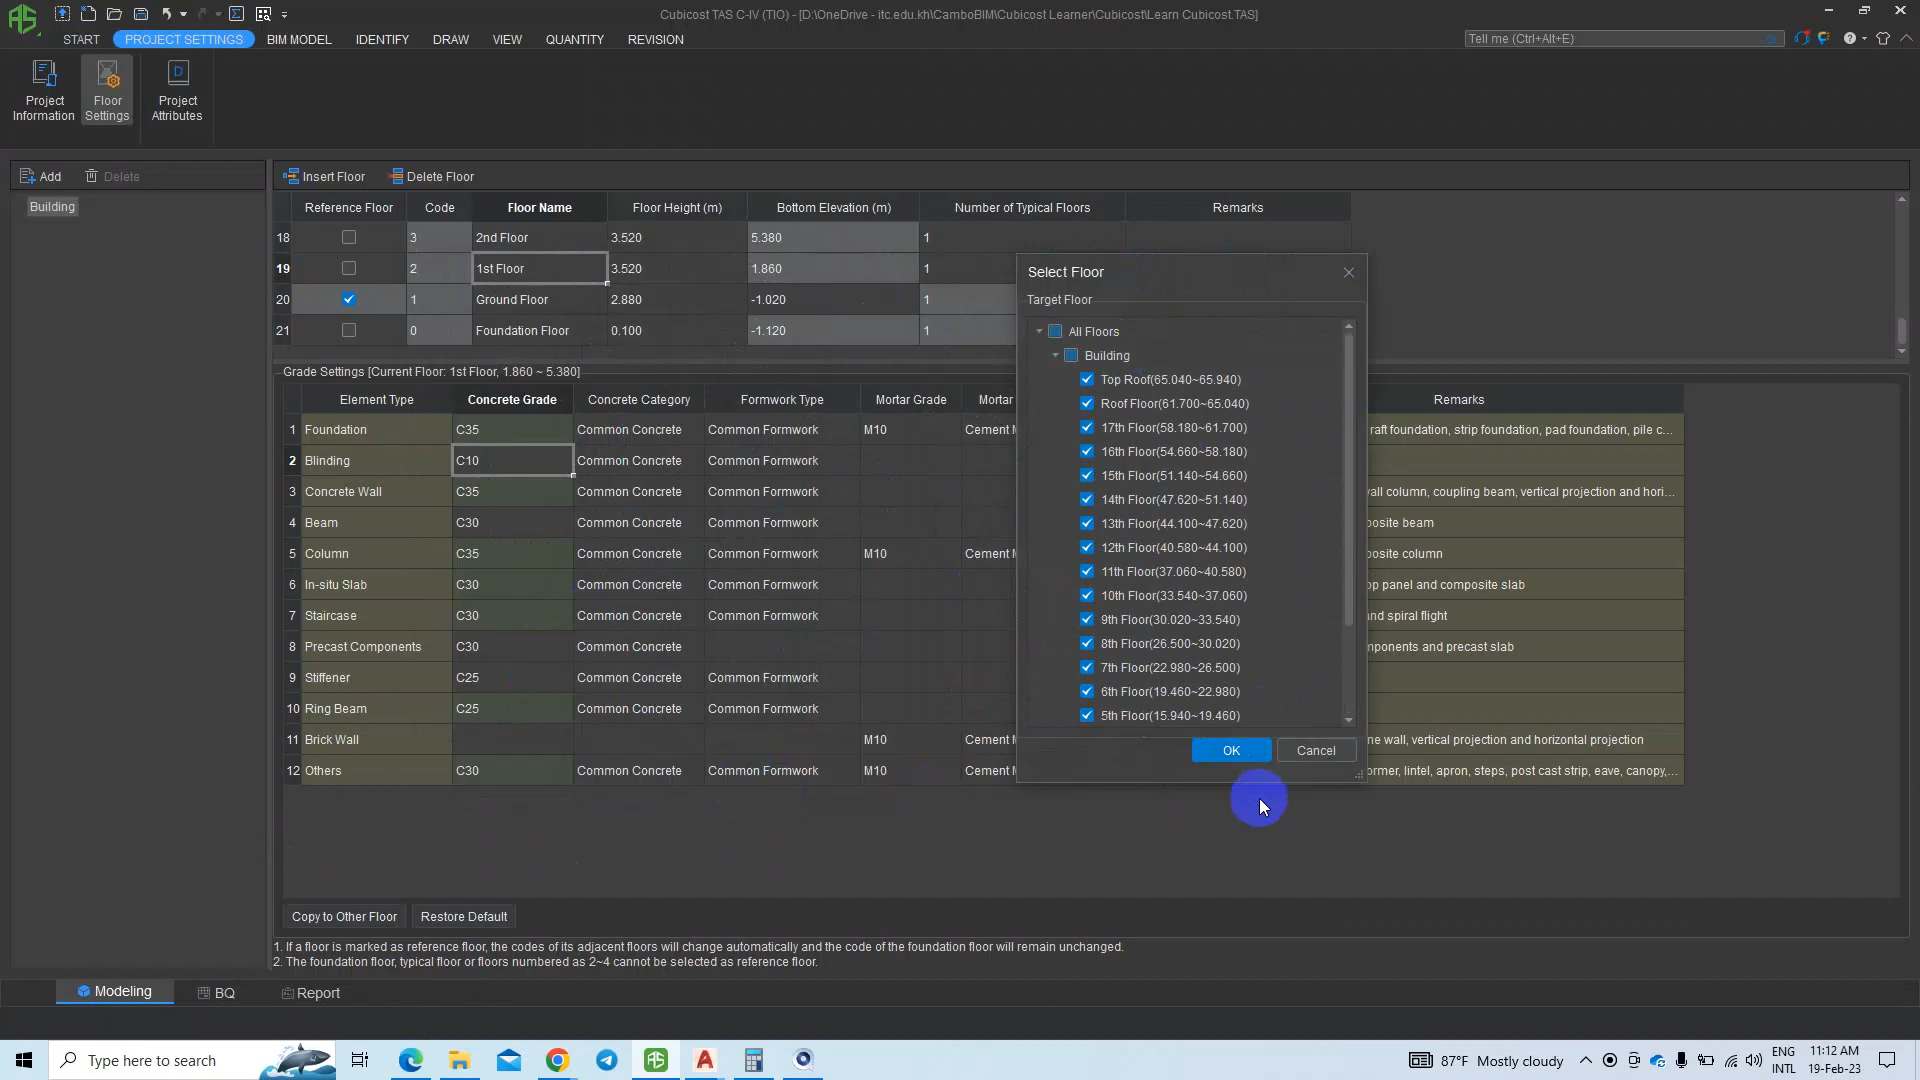 Cubicost TAS C-IV (TIO) - [D:\OneDrive - itc.edu.kh\CamboBIM\Cubicost Learner\Cubicost\Learn Cubicost.TAS]
START PROJECT SETTINGS BIM MODEL IDENTIFY DRAW VIEW QUANTITY REVISION Tell me (Ctrl+Alt+E)
Project Information
Floor Settings
Project Attributes
Add Delete
Building
Insert Floor Delete Floor
Reference Floor Code Floor Name Floor Height (m) Bottom Elevation (m) Number of Typical Floors Remarks
18 3 2nd Floor 3.520 5.380 1
19 2 1st Floor 3.520 1.860 1
20 1 Ground Floor 2.880 -1.020 1
21 0 Foundation Floor 0.100 -1.120 1
Grade Settings [Current Floor: 1st Floor, 1.860 ~ 5.380]
Element Type Concrete Grade Concrete Category Formwork Type Mortar Grade Mortar Remarks
1 Foundation C35 Common Concrete Common Formwork M10 Cement M raft foundation, strip foundation, pad foundation, pile c...
2 Blinding C10 Common Concrete Common Formwork
3 Concrete Wall C35 Common Concrete Common Formwork all column, coupling beam, vertical projection and hori...
4 Beam C30 Common Concrete Common Formwork posite beam
5 Column C35 Common Concrete Common Formwork M10 Cement M posite column
6 In-situ Slab C30 Common Concrete Common Formwork op panel and composite slab
7 Staircase C30 Common Concrete Common Formwork and spiral flight
8 Precast Components C30 Common Concrete mponents and precast slab
9 Stiffener C25 Common Concrete Common Formwork
10 Ring Beam C25 Common Concrete Common Formwork
11 Brick Wall M10 Cement M ne wall, vertical projection and horizontal projection
12 Others C30 Common Concrete Common Formwork M10 Cement M ormer, lintel, apron, steps, post cast strip, eave, canopy,...
Select Floor
Target Floor
All Floors
Building
Top Roof(65.040~65.940)
Roof Floor(61.700~65.040)
17th Floor(58.180~61.700)
16th Floor(54.660~58.180)
15th Floor(51.140~54.660)
14th Floor(47.620~51.140)
13th Floor(44.100~47.620)
12th Floor(40.580~44.100)
11th Floor(37.060~40.580)
10th Floor(33.540~37.060)
9th Floor(30.020~33.540)
8th Floor(26.500~30.020)
7th Floor(22.980~26.500)
6th Floor(19.460~22.980)
5th Floor(15.940~19.460)
OK Cancel
Copy to Other Floor Restore Default
1. If a floor is marked as reference floor, the codes of its adjacent floors will change automatically and the code of the foundation floor will remain unchanged.
2. The foundation floor, typical floor or floors numbered as 2~4 cannot be selected as reference floor.
Modeling BQ Report
Type here to search
87°F Mostly cloudy
ENG INTL
11:12 AM
19-Feb-23